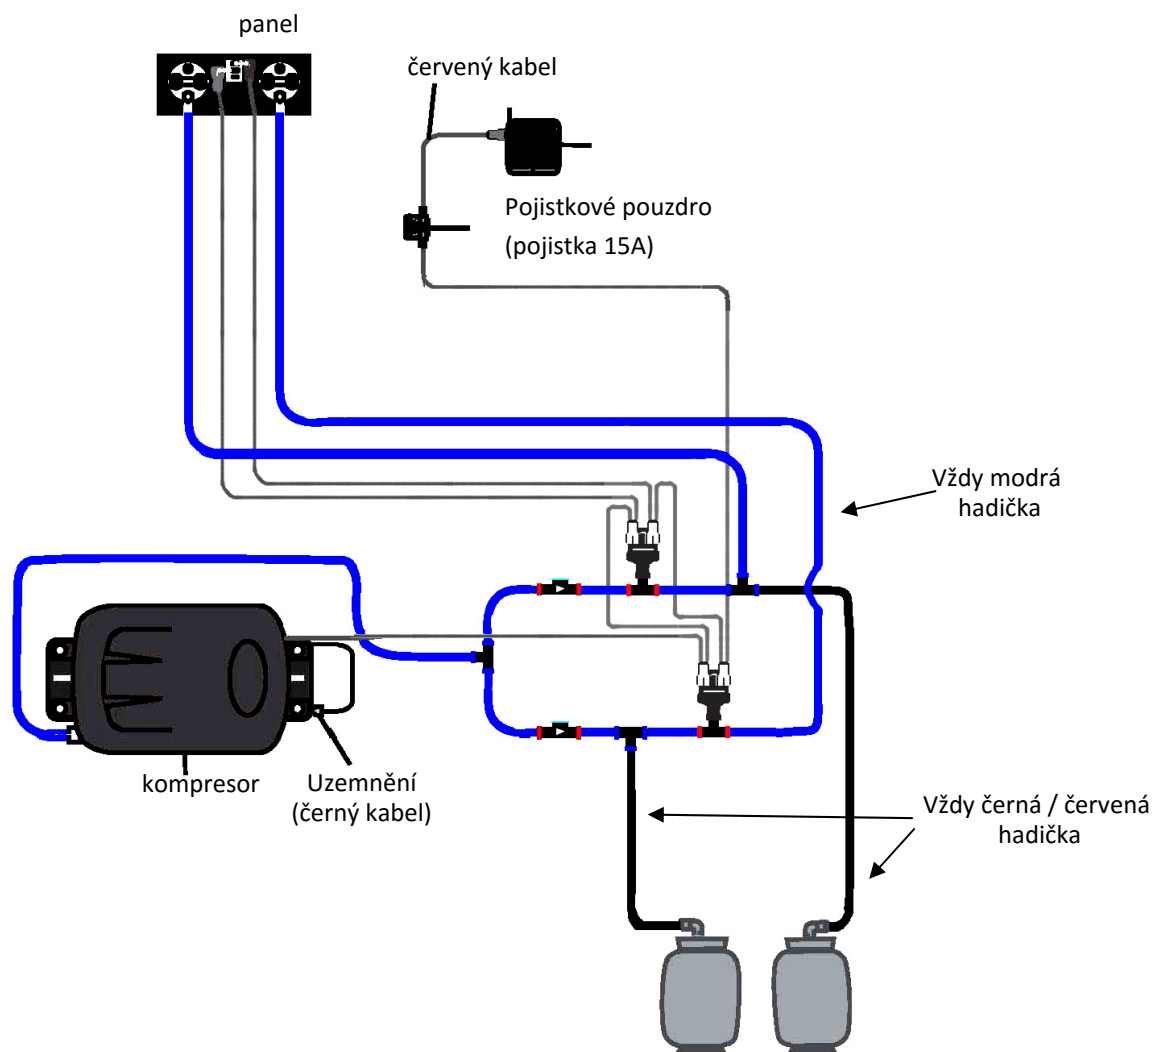 panel
červený kabel
Pojistkové pouzdro
(pojistka 15A)
Vždy modrá
hadička
kompresor
Uzemnění
(černý kabel)
Vždy černá / červená
hadička